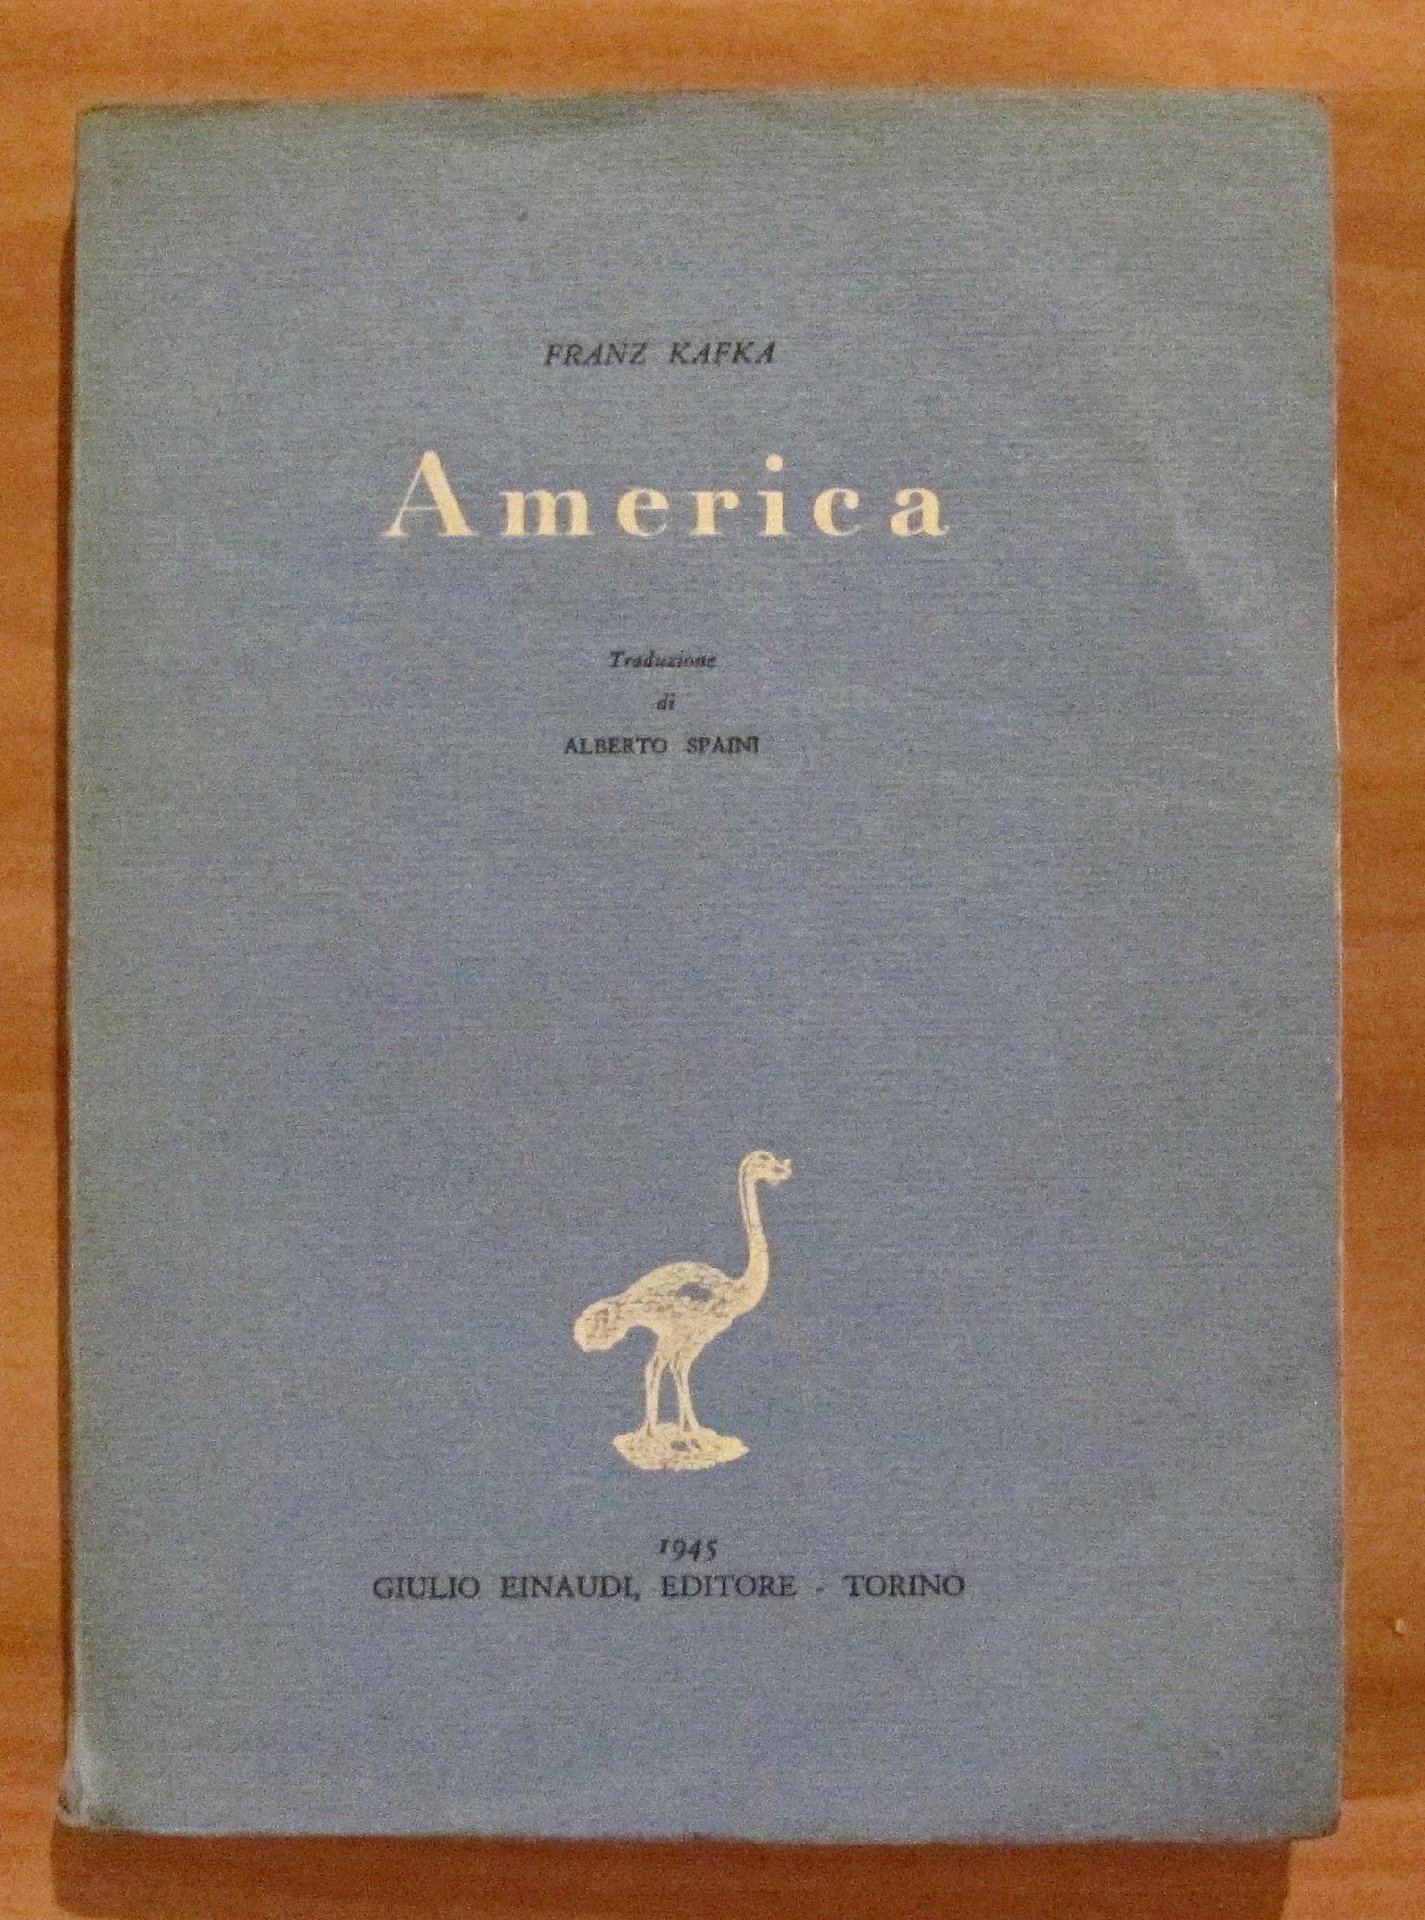 FRANZ KAFKA
America
Traduzione
di
ALBERTO SPAINI
1945
GIULIO EINAUDI, EDITORE - TORINO